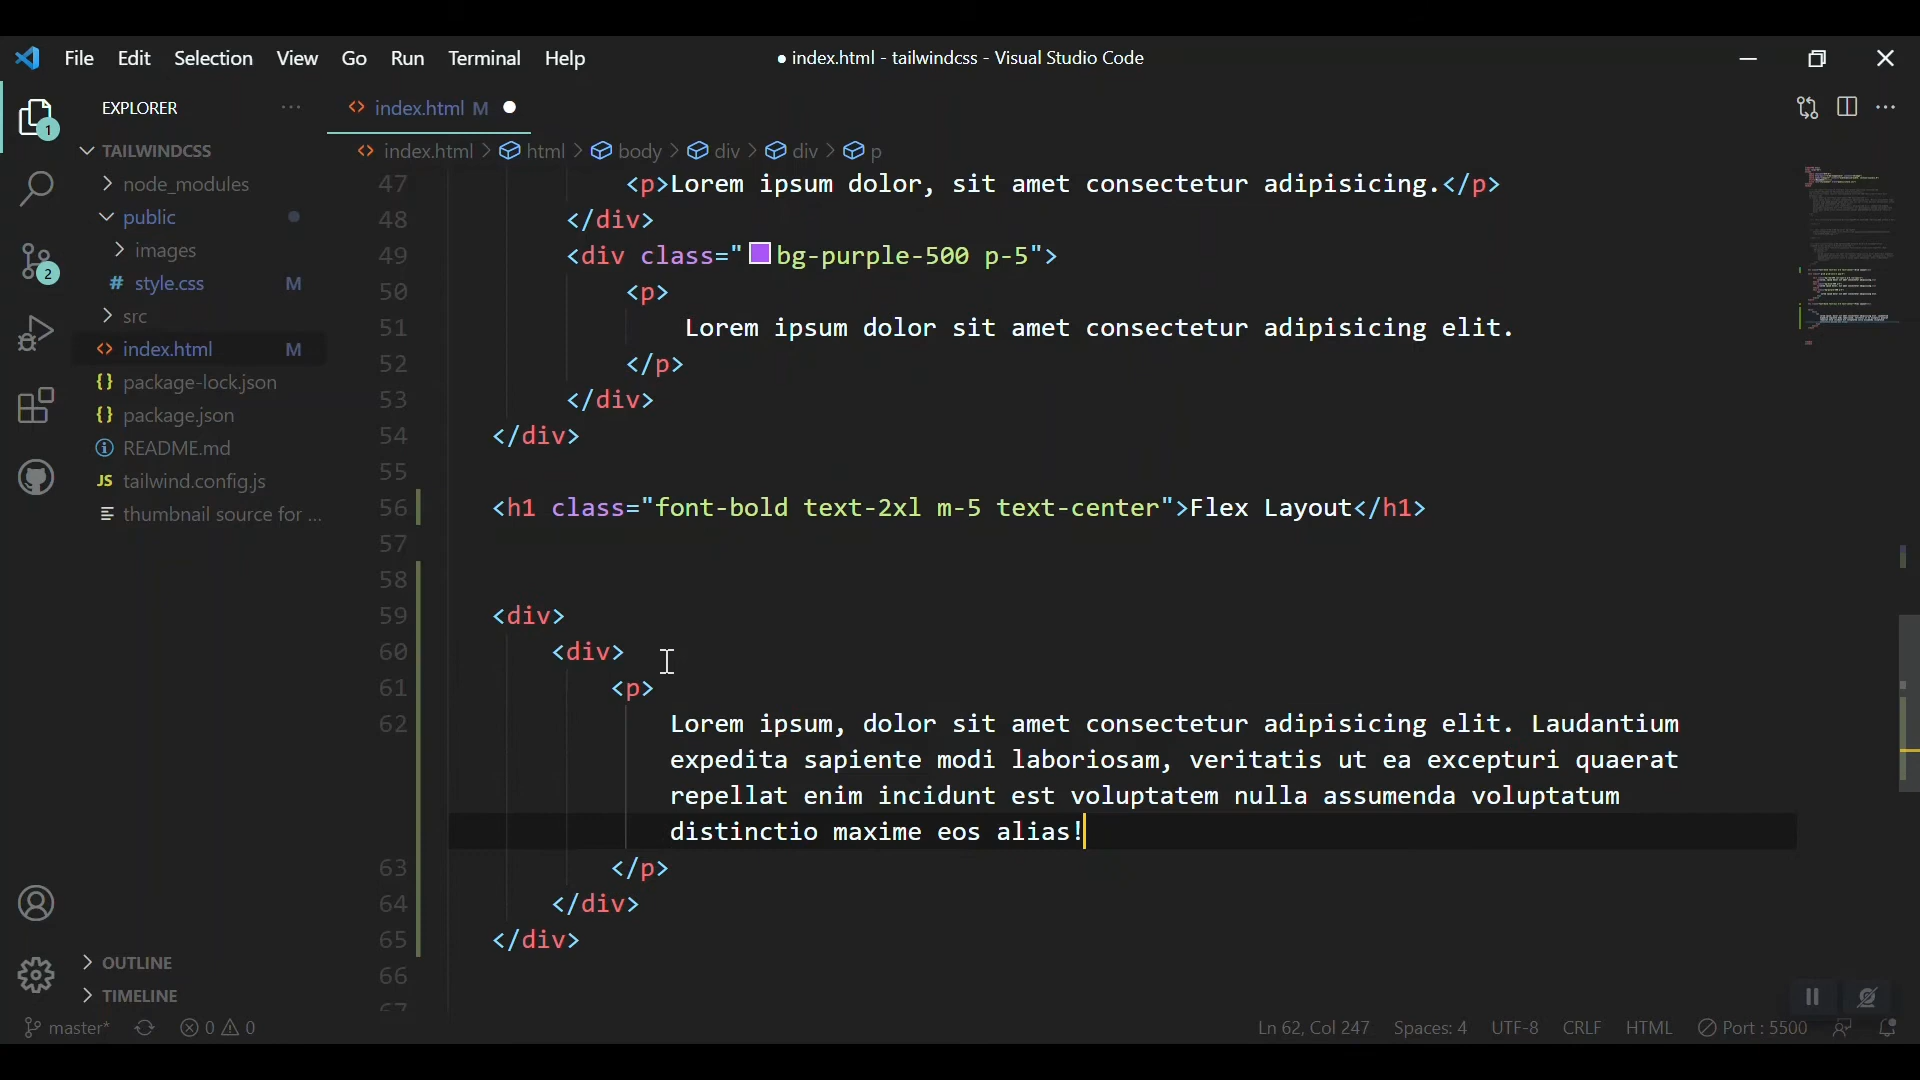 File Edit Selection View Go Run Terminal Help
● index.html - tailwindcss - Visual Studio Code
EXPLORER ···
index.html M ●
1
TAILWINDCSS
index.html > html > body > div > div > p
node_modules
public
images
# style.css M
2
src
index.html M
{} package-lock.json
{} package.json
README.md
JS tailwind.config.js
thumbnail source for ...
47 <p>Lorem ipsum dolor, sit amet consectetur adipisicing.</p>
48 </div>
49 <div class="bg-purple-500 p-5">
50 <p>
51 Lorem ipsum dolor sit amet consectetur adipisicing elit.
52 </p>
53 </div>
54 </div>
55
56 <h1 class="font-bold text-2xl m-5 text-center">Flex Layout</h1>
57
58
59 <div>
60 <div>
61 <p>
62 Lorem ipsum, dolor sit amet consectetur adipisicing elit. Laudantium
expedita sapiente modi laboriosam, veritatis ut ea excepturi quaerat
repellat enim incidunt est voluptatem nulla assumenda voluptatum
distinctio maxime eos alias!
63 </p>
64 </div>
65 </div>
66
67
OUTLINE
TIMELINE
master* 0 0
Ln 62, Col 247 Spaces: 4 UTF-8 CRLF HTML Port : 5500